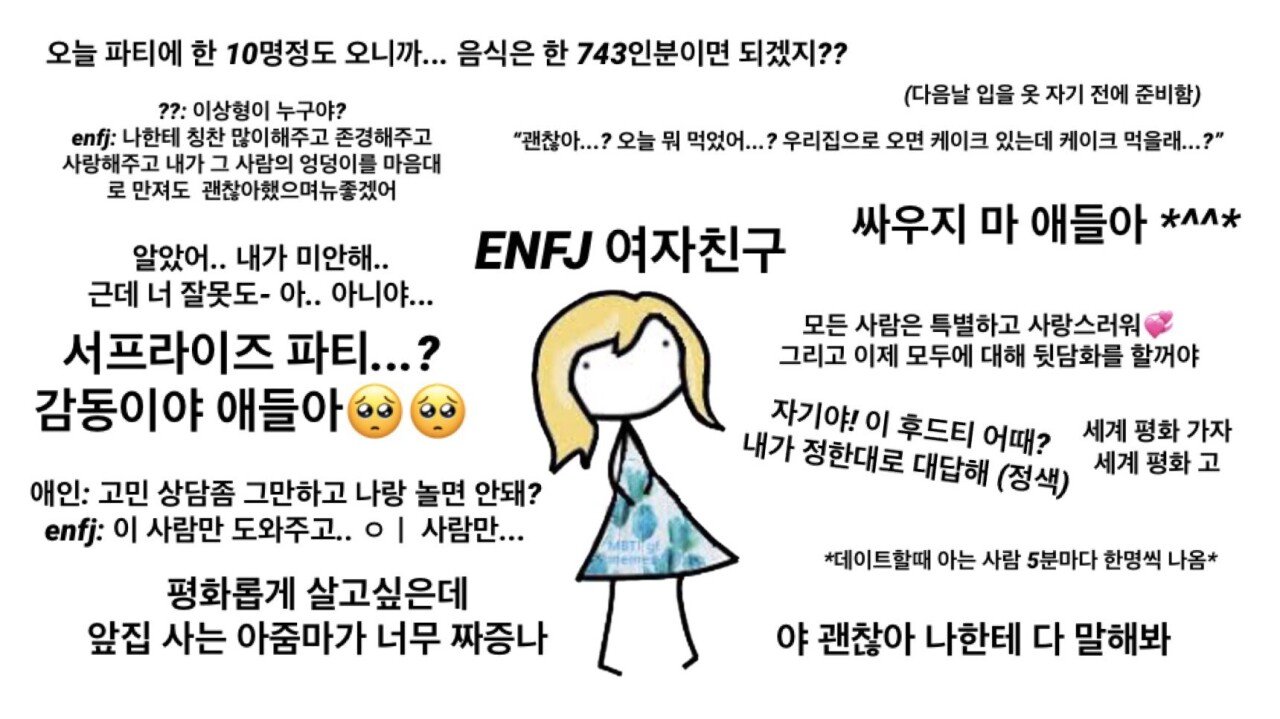 오늘 파티에 한 10명정도 오니까... 음식은 한 743인분이면 되겠지??
(다음날 입을 옷 자기 전에 준비함)
??: 이상형이 누구야?
enfj: 나한테 칭찬 많이해주고 존경해주고
사랑해주고 내가 그 사람의 엉덩이를 마음대
로 만져도 괜찮아했으며뉴좋겠어
“괜찮아...? 오늘 뭐 먹었어...? 우리집으로 오면 케이크 있는데 케이크 먹을래...?”
싸우지 마 애들아 *^^*
ENFJ 여자친구
알았어.. 내가 미안해..
근데 너 잘못도- 아.. 아니야...
모든 사람은 특별하고 사랑스러워💞
그리고 이제 모두에 대해 뒷담화를 할꺼야
서프라이즈 파티...?
감동이야 애들아🥺🥺
자기야! 이 후드티 어때?
내가 정한대로 대답해 (정색)
세계 평화 가자
세계 평화 고
애인: 고민 상담좀 그만하고 나랑 놀면 안돼?
enfj: 이 사람만 도와주고.. ㅇㅣ 사람만...
MBTI gf
memes
*데이트할때 아는 사람 5분마다 한명씩 나옴*
평화롭게 살고싶은데
앞집 사는 아줌마가 너무 짜증나
야 괜찮아 나한테 다 말해봐